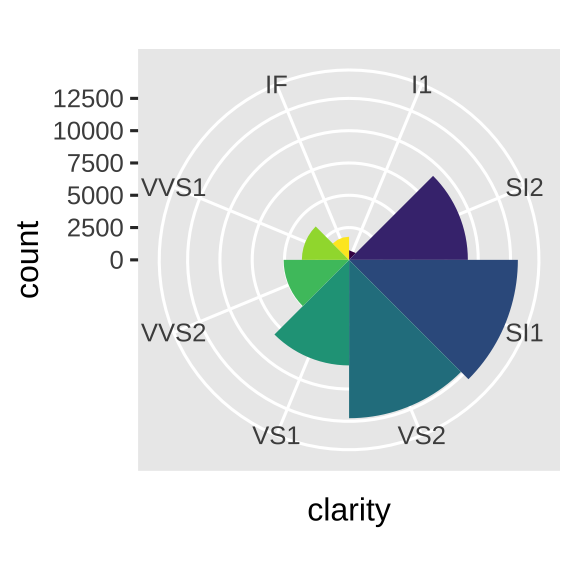 IF
I1
12500
10000
7500
5000
2500
0
VVS1
SI2
count
VVS2
SI1
VS1
VS2
clarity